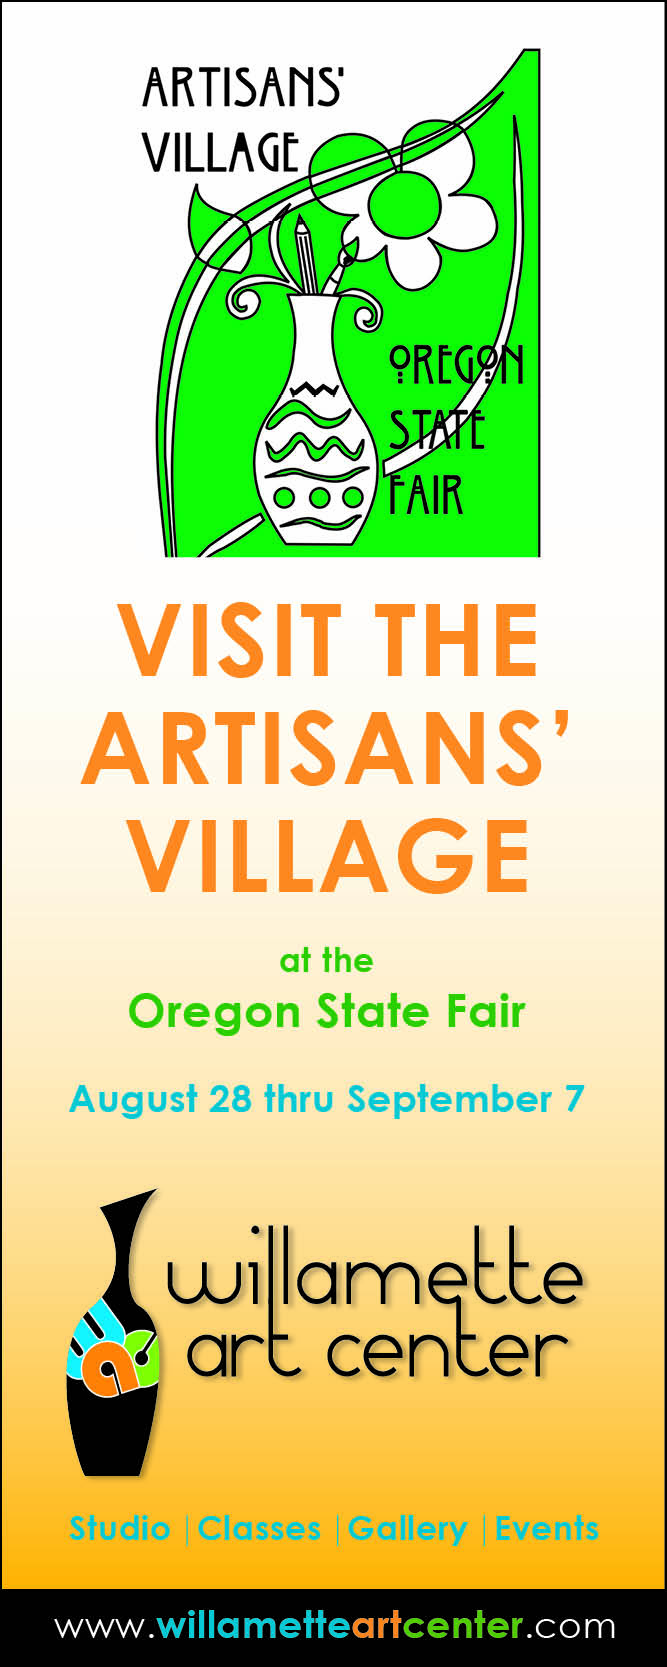 ARTISANS'
VILLAGE
OREGON
STATE
FAIR
VISIT THE
ARTISANS’
VILLAGE
at the
Oregon State Fair
August 28 thru September 7
willamette
art center
Studio | Classes | Gallery | Events
www.willametteartcenter.com